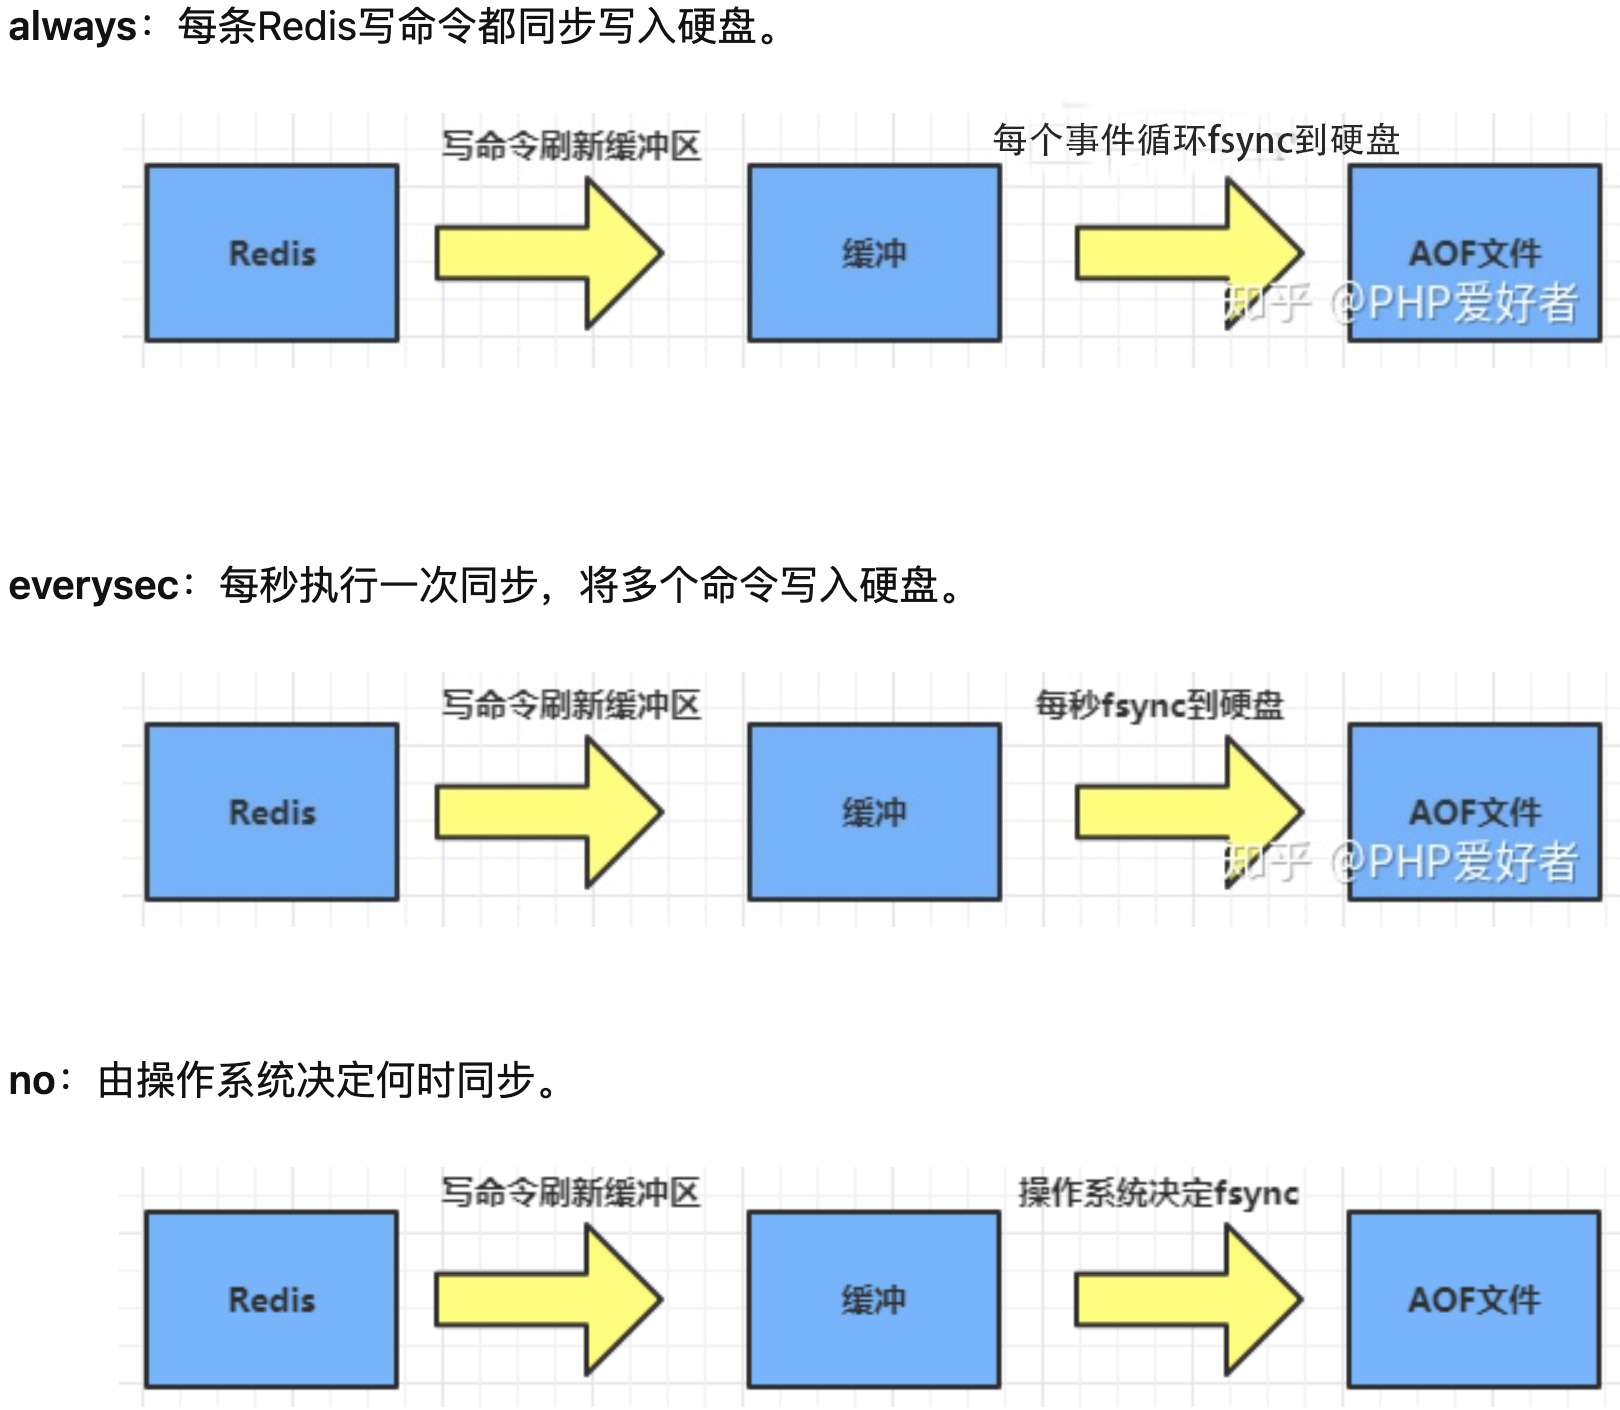 always：每条Redis写命令都同步写入硬盘。
写命令刷新缓冲区
每个事件循环fsync到硬盘
Redis
缓冲
AOF文件
知乎 @PHP爱好者
everysec：每秒执行一次同步，将多个命令写入硬盘。
写命令刷新缓冲区
每秒fsync到硬盘
Redis
缓冲
AOF文件
知乎 @PHP爱好者
no：由操作系统决定何时同步。
写命令刷新缓冲区
操作系统决定fsync
Redis
缓冲
AOF文件